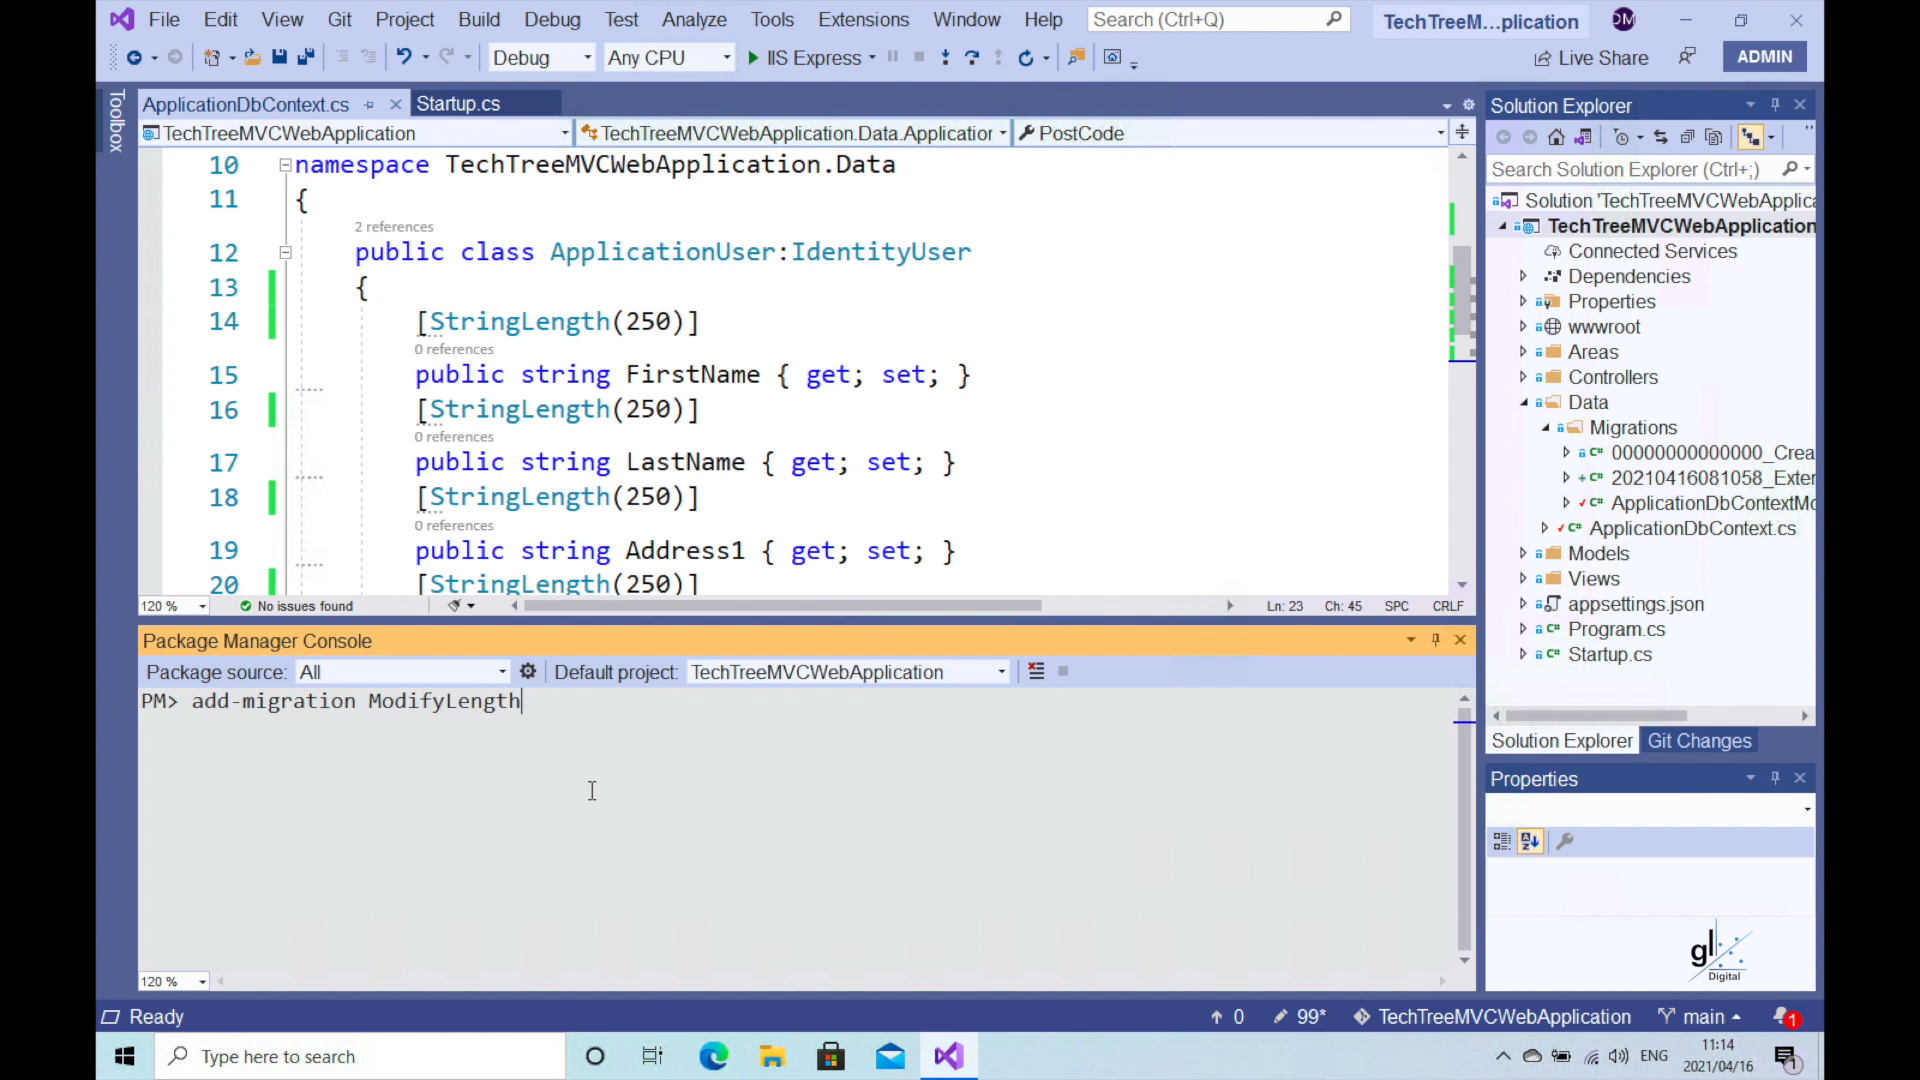 File Edit View Git Project Build Debug Test Analyze Tools Extensions Window Help Search (Ctrl+Q) TechTreeM...plication DM
Debug Any CPU IIS Express Live Share ADMIN
Toolbox
ApplicationDbContext.cs Startup.cs
TechTreeMVCWebApplication TechTreeMVCWebApplication.Data.Application PostCode
10 namespace TechTreeMVCWebApplication.Data
11 {
2 references
12 public class ApplicationUser:IdentityUser
13 {
14 [StringLength(250)]
0 references
15 public string FirstName { get; set; }
16 [StringLength(250)]
0 references
17 public string LastName { get; set; }
18 [StringLength(250)]
0 references
19 public string Address1 { get; set; }
20 [StringLength(250)]
120 % No issues found Ln: 23 Ch: 45 SPC CRLF
Package Manager Console
Package source: All Default project: TechTreeMVCWebApplication
PM> add-migration ModifyLength
120 %
Solution Explorer
Search Solution Explorer (Ctrl+;)
Solution 'TechTreeMVCWebApplica
TechTreeMVCWebApplication
Connected Services
Dependencies
Properties
wwwroot
Areas
Controllers
Data
Migrations
00000000000000_Crea
20210416081058_Exter
ApplicationDbContextMo
ApplicationDbContext.cs
Models
Views
appsettings.json
Program.cs
Startup.cs
Solution Explorer Git Changes
Properties
gl
Digital
Ready 0 99* TechTreeMVCWebApplication main 1
Type here to search ENG 11:14
2021/04/16 1